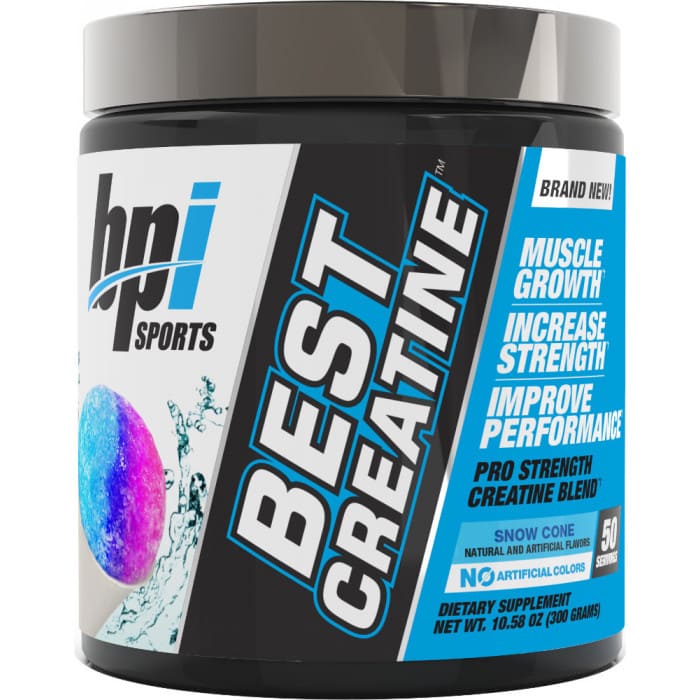 bpi
SPORTS
BEST
CREATINE™
BRAND NEW!
MUSCLE
GROWTH
INCREASE
STRENGTH
IMPROVE
PERFORMANCE
PRO STRENGTH
CREATINE BLEND
SNOW CONE
NATURAL AND ARTIFICIAL FLAVORS
NO ARTIFICIAL COLORS
50
SERVINGS
DIETARY SUPPLEMENT
NET WT. 10.58 OZ (300 GRAMS)